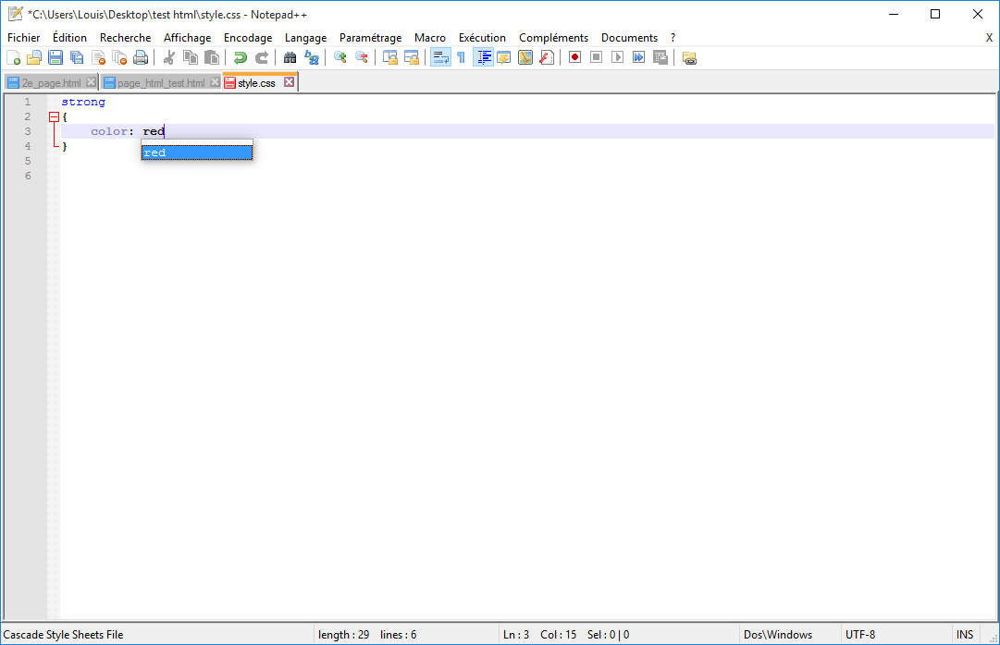 *C:\Users\Louis\Desktop\test html\style.css - Notepad++
Fichier Édition Recherche Affichage Encodage Langage Paramétrage Macro Exécution Compléments Documents ? X
2e_page.html page_html_test.html style.css
1 strong
2 {
3 color: red
4 }
red
5
6
Cascade Style Sheets File length : 29 lines : 6 Ln : 3 Col : 15 Sel : 0 | 0 Dos\Windows UTF-8 INS